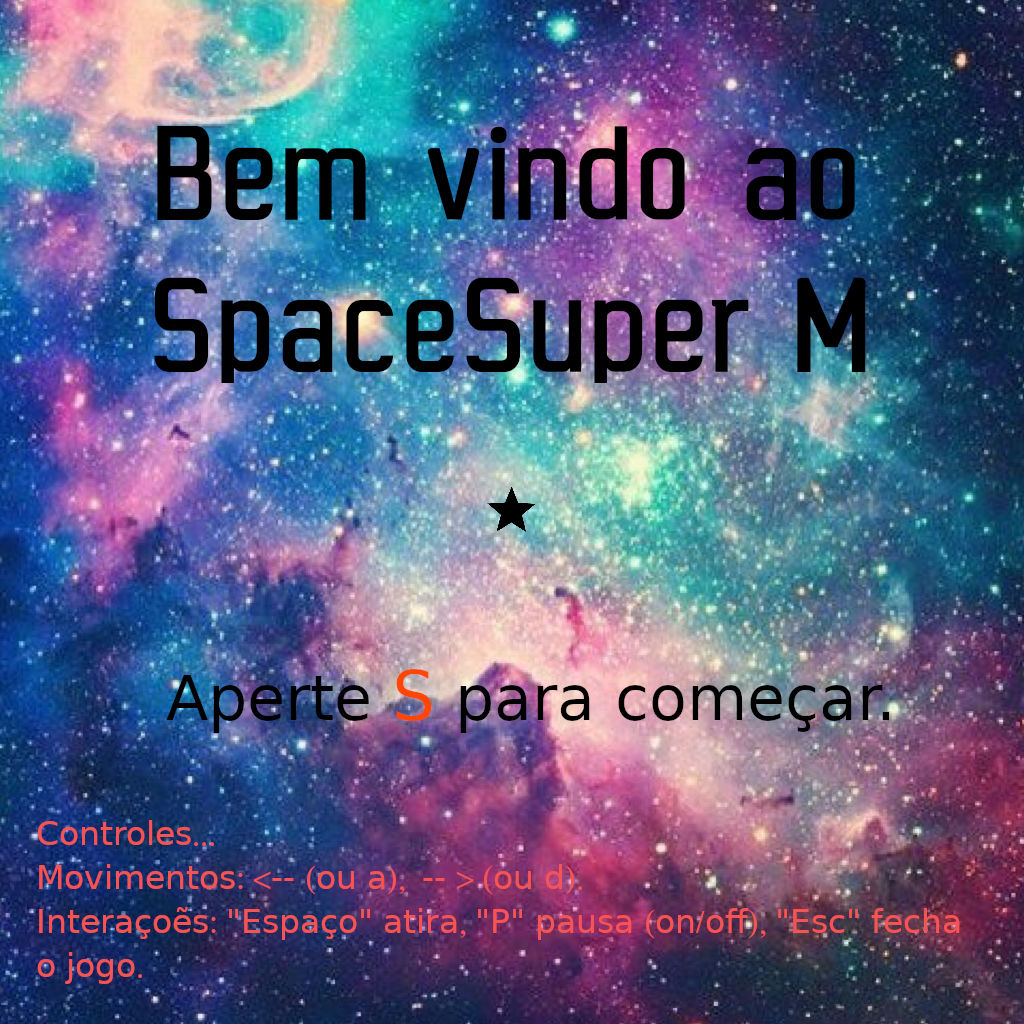 Bem vindo ao
SpaceSuper M
Aperte S para começar.
Controles...
Movimentos: <-- (ou a);  -- > (ou d)
Interaçoẽs: "Espaço" atira, "P" pausa (on/off), "Esc" fecha
o jogo.